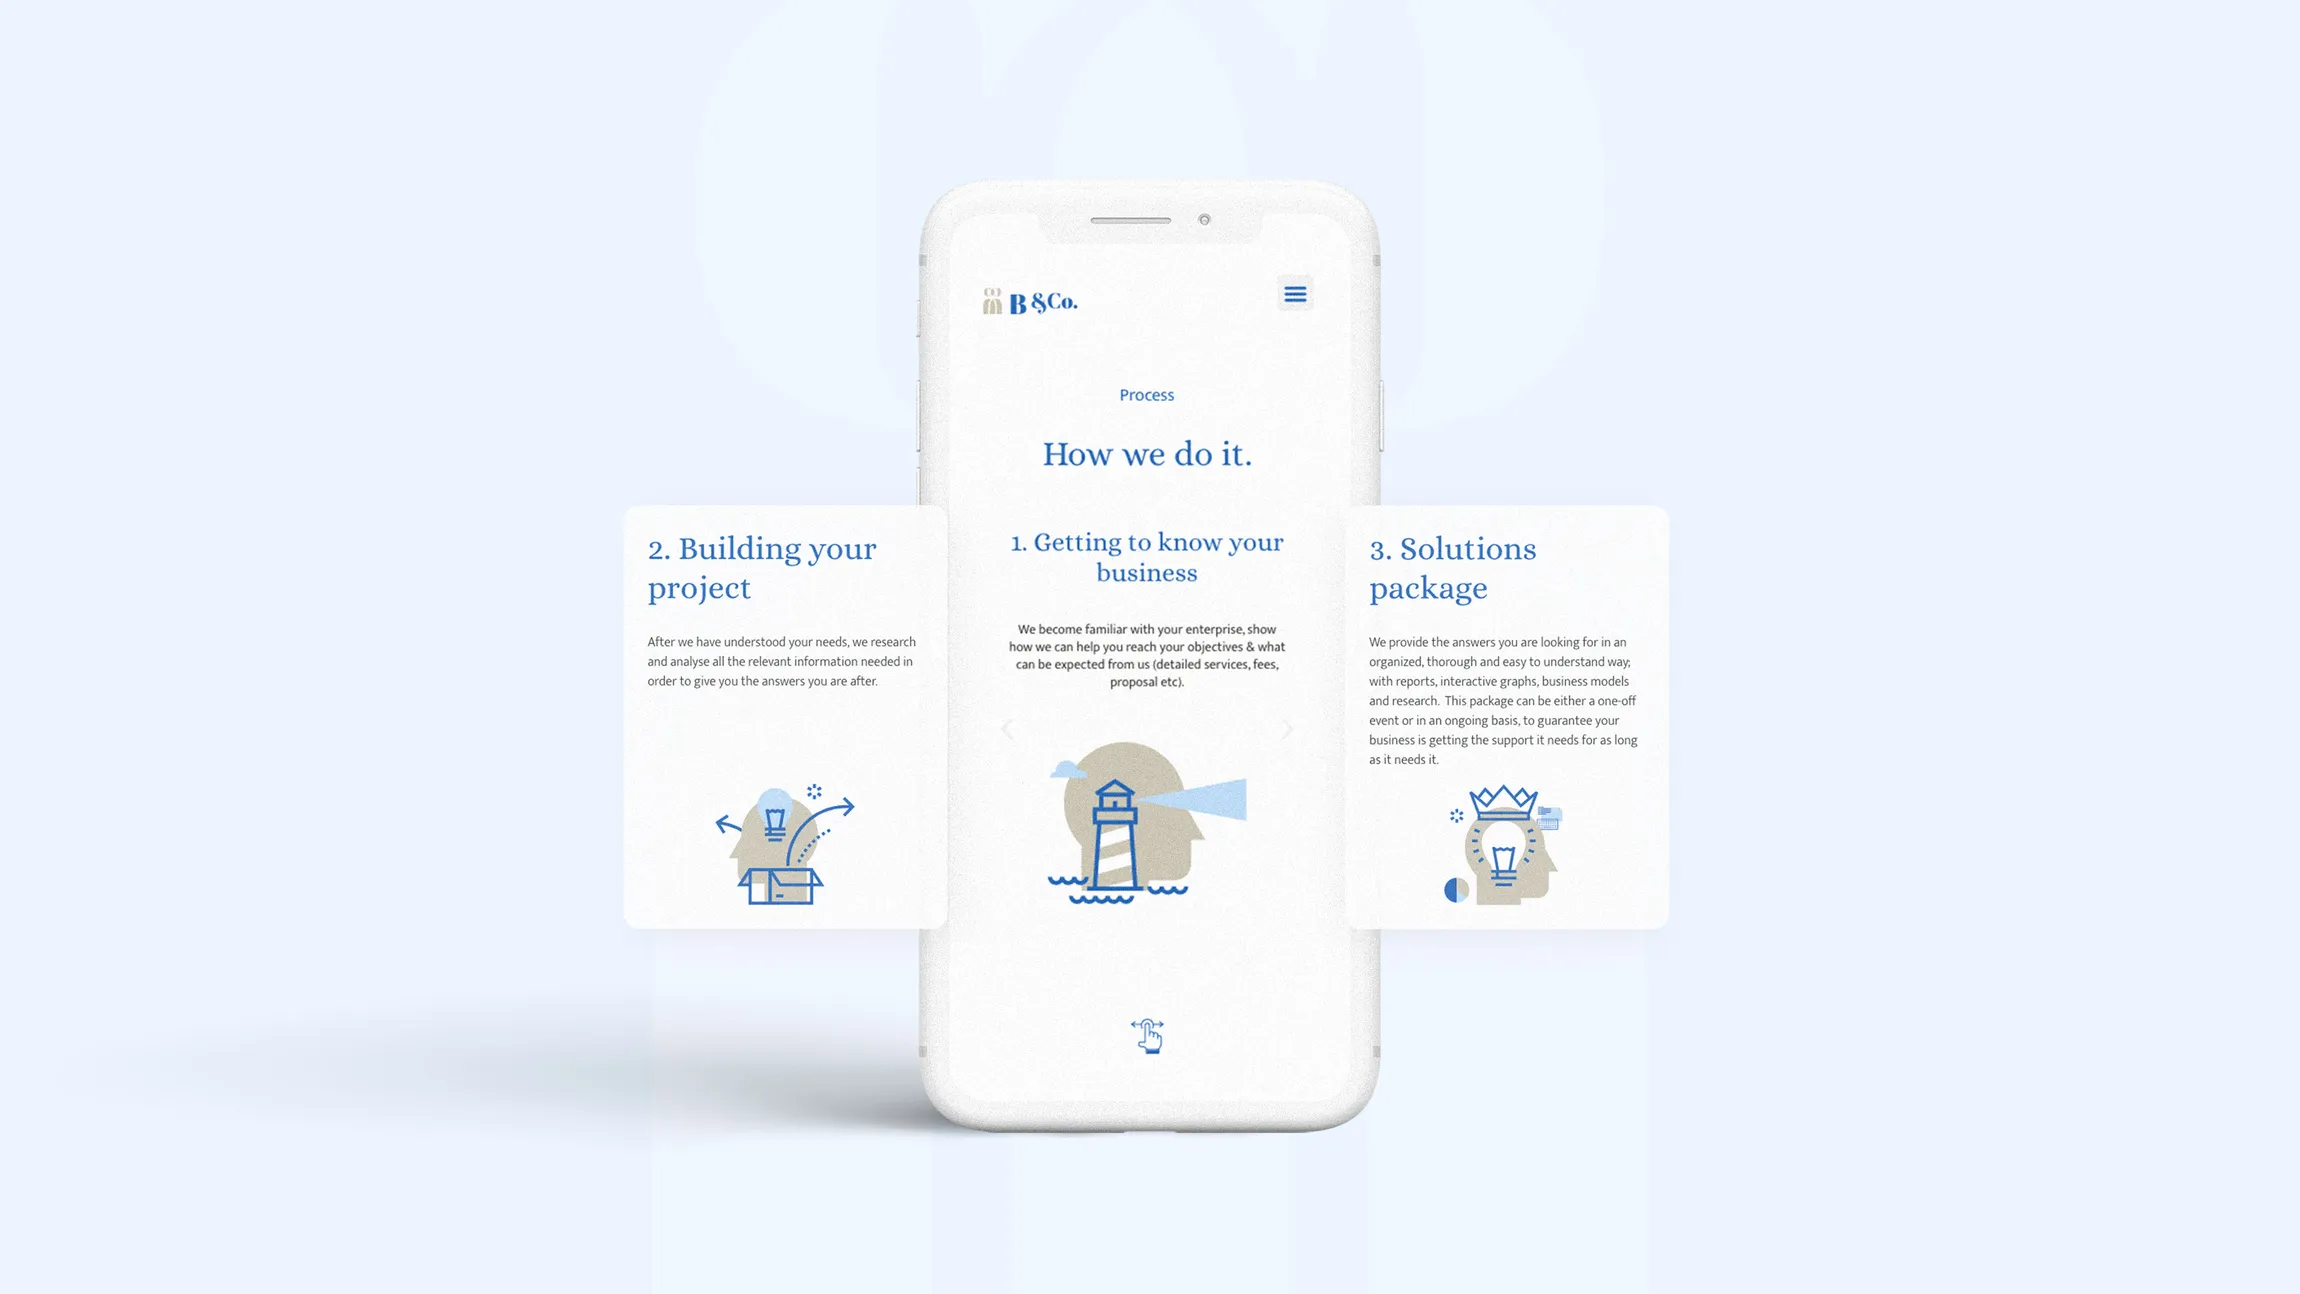 B &Co.
Process
How we do it.
1. Getting to know your
business
We become familiar with your enterprise, show
how we can help you reach your objectives & what
can be expected from us (detailed services, fees,
proposal etc).
2. Building your
project
After we have understood your needs, we research
and analyse all the relevant information needed in
order to give you the answers you are after.
3. Solutions
package
We provide the answers you are looking for in an
organized, thorough and easy to understand way;
with reports, interactive graphs, business models
and research. This package can be either a one-off
event or in an ongoing basis, to guarantee your
business is getting the support it needs for as long
as it needs it.